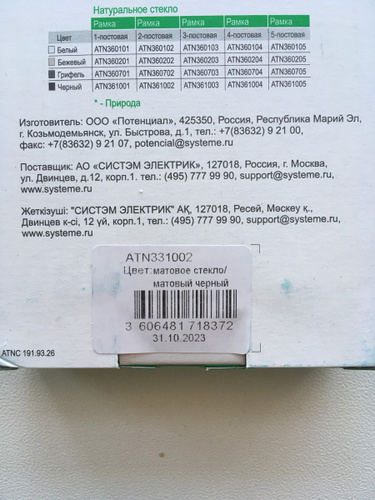 Натуральное стекло
Рамка Рамка Рамка Рамка Рамка
Цвет 1-постовая 2-постовая 3-постовая 4-постовая 5-постовая
Белый ATN360101 ATN360102 ATN360103 ATN360104 ATN360105
Бежевый ATN360201 ATN360202 ATN360203 ATN360204 ATN360205
Грифель ATN360701 ATN360702 ATN360703 ATN360704 ATN360705
Черный ATN361001 ATN361002 ATN361003 ATN361004 ATN361005
* - Природа
Изготовитель: ООО «Потенциал», 425350, Россия, Республика Марий Эл,
г. Козьмодемьянск, ул. Быстрова, д.1, тел.: +7(83632) 9 21 00,
факс: +7(83632) 9 21 07, potencial@systeme.ru
Поставщик: АО «СИСТЭМ ЭЛЕКТРИК», 127018, Россия, г. Москва,
ул. Двинцев, д.12, корп.1. тел.: (495) 777 99 90, support@systeme.ru,
www.systeme.ru
Жеткізуші: "СИСТЭМ ЭЛЕКТРИК" АҚ, 127018, Ресей, Мәскеу қ.,
Двинцев к-сі, 12 үй, корп.1, тел.: (495) 777 99 90, support@systeme.ru,
www.systeme.ru
ATN331002
Цвет:матовое стекло/
матовый черный
3 606481 718372
31.10.2023
ATNC 191.93.26